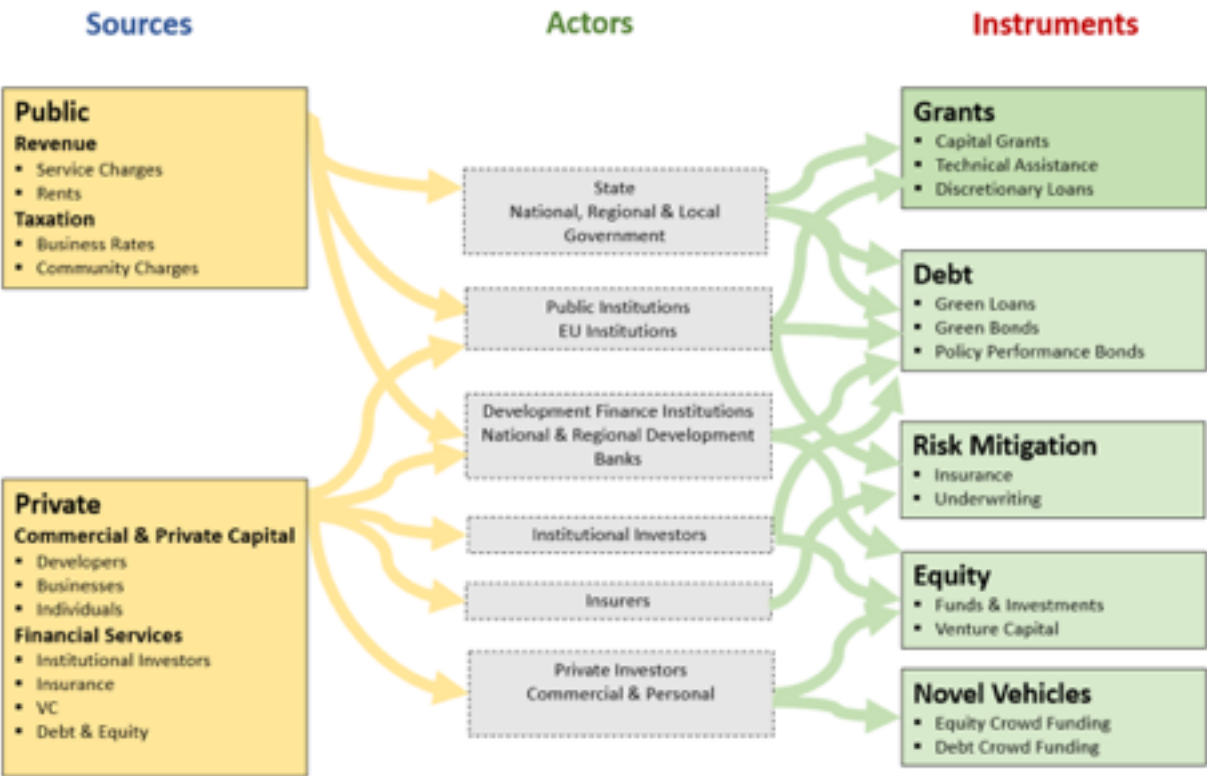 Sources
Actors
Instruments
Public
Revenue
▪ Service Charges
▪ Rents
Taxation
▪ Business Rates
▪ Community Charges
Private
Commercial & Private Capital
▪ Developers
▪ Businesses
▪ Individuals
Financial Services
▪ Institutional Investors
▪ Insurance
▪ VC
▪ Debt & Equity
State
National, Regional & Local
Government
Public Institutions
EU Institutions
Development Finance Institutions
National & Regional Development
Banks
Institutional Investors
Insurers
Private Investors
Commercial & Personal
Grants
▪ Capital Grants
▪ Technical Assistance
▪ Discretionary Loans
Debt
▪ Green Loans
▪ Green Bonds
▪ Policy Performance Bonds
Risk Mitigation
▪ Insurance
▪ Underwriting
Equity
▪ Funds & Investments
▪ Venture Capital
Novel Vehicles
▪ Equity Crowd Funding
▪ Debt Crowd Funding